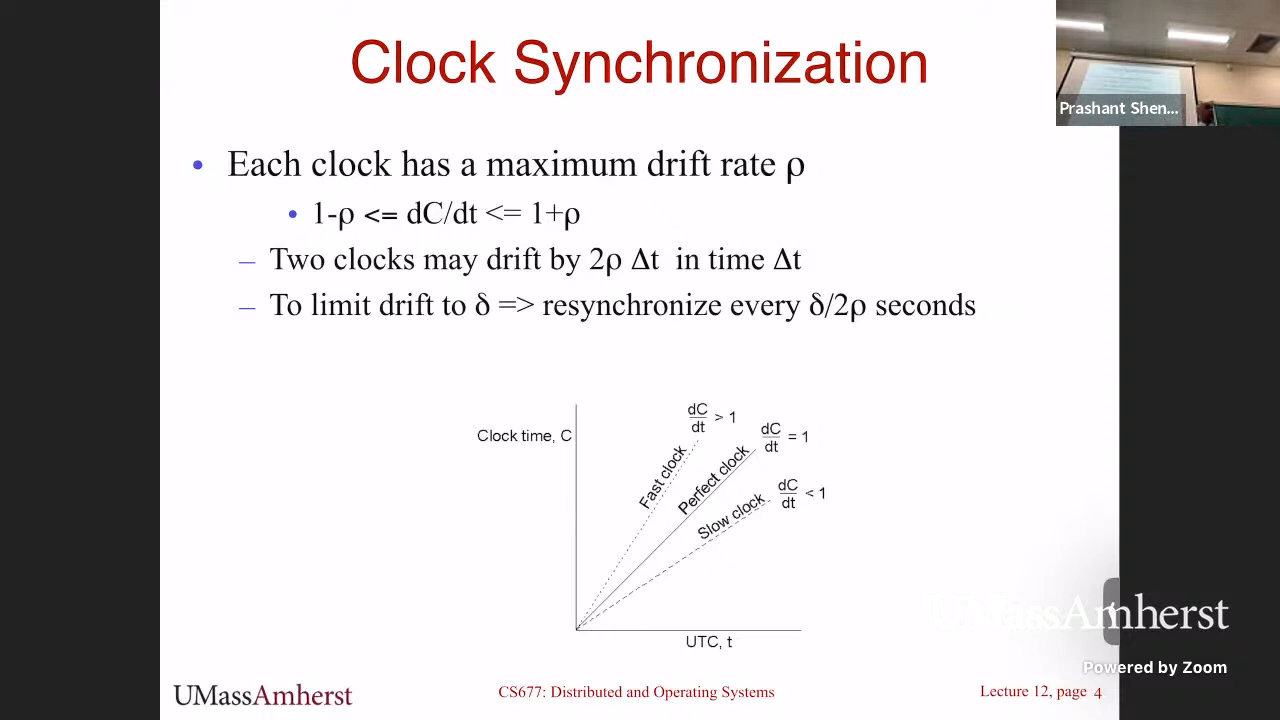 Clock Synchronization
Prashant Shen...
• Each clock has a maximum drift rate ρ
• 1-ρ <= dC/dt <= 1+ρ
– Two clocks may drift by 2ρ Δt in time Δt
– To limit drift to δ => resynchronize every δ/2ρ seconds
Clock time, C
dC/dt > 1
dC/dt = 1
dC/dt < 1
Fast clock
Perfect clock
Slow clock
UTC, t
UMassAmherst
Powered by Zoom
UMassAmherst
CS677: Distributed and Operating Systems
Lecture 12, page 4